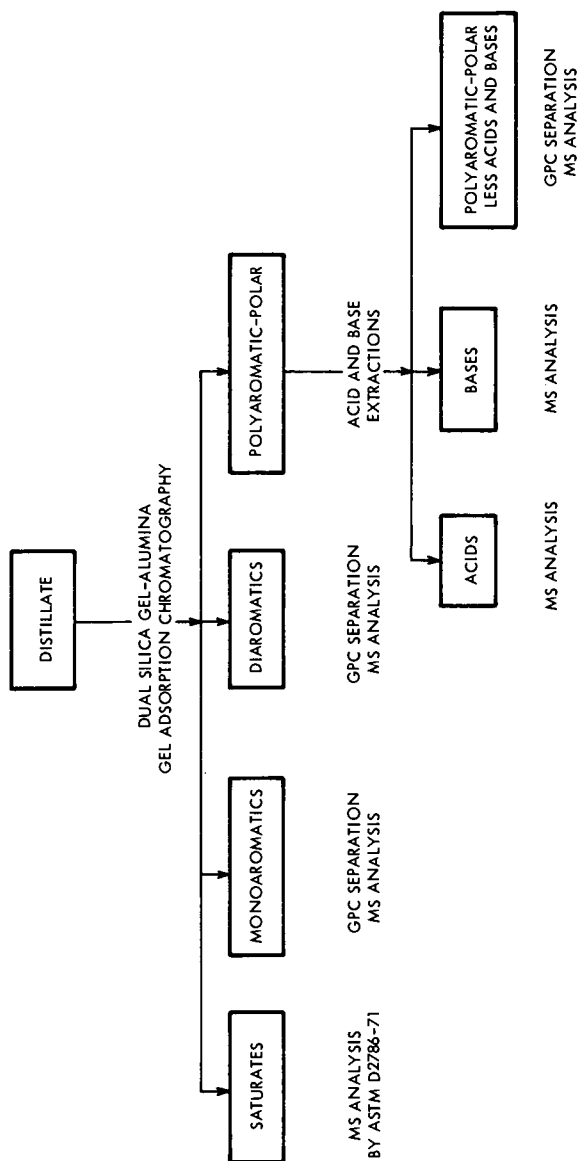 DISTILLATE
DUAL SILICA GEL-ALUMINA
GEL ADSORPTION CHROMATOGRAPHY
SATURATES
MONOAROMATICS
DIAROMATICS
POLYAROMATIC-POLAR
MS ANALYSIS
BY ASTM D2786-71
GPC SEPARATION
MS ANALYSIS
GPC SEPARATION
MS ANALYSIS
ACID AND BASE
EXTRACTIONS
ACIDS
BASES
POLYAROMATIC-POLAR
LESS ACIDS AND BASES
MS ANALYSIS
MS ANALYSIS
GPC SEPARATION
MS ANALYSIS